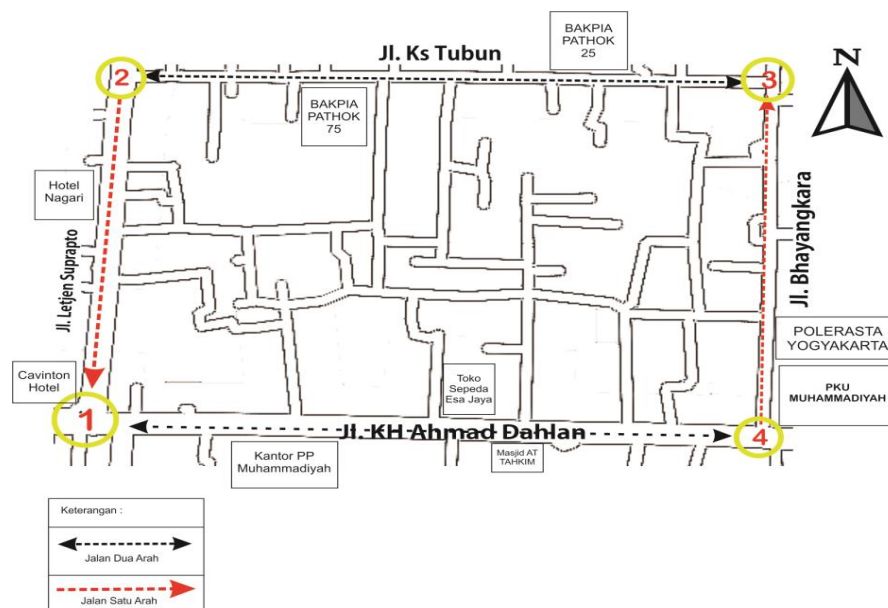 Jl. Ks Tubun
BAKPIA
PATHOK
25
N
2
3
BAKPIA
PATHOK
75
Hotel
Nagari
Jl. Letjen Suprapto
Jl. Bhayangkara
POLERASTA
YOGYAKARTA
Cavinton
Hotel
Toko
Sepeda
Esa Jaya
PKU
MUHAMMADIYAH
1
Jl. KH Ahmad Dahlan
4
Kantor PP
Muhammadiyah
Masjid AT
TAHKIM
Keterangan :
Jalan Dua Arah
Jalan Satu Arah